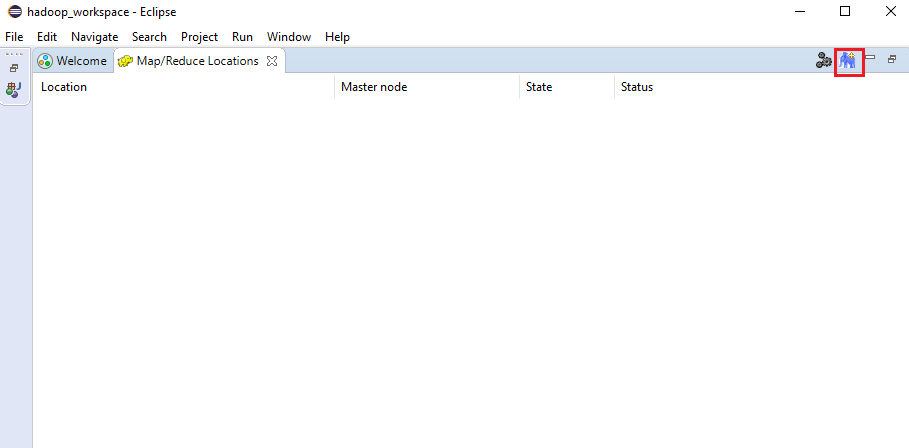 hadoop_workspace - Eclipse
File Edit Navigate Search Project Run Window Help
Welcome Map/Reduce Locations
Location Master node State Status